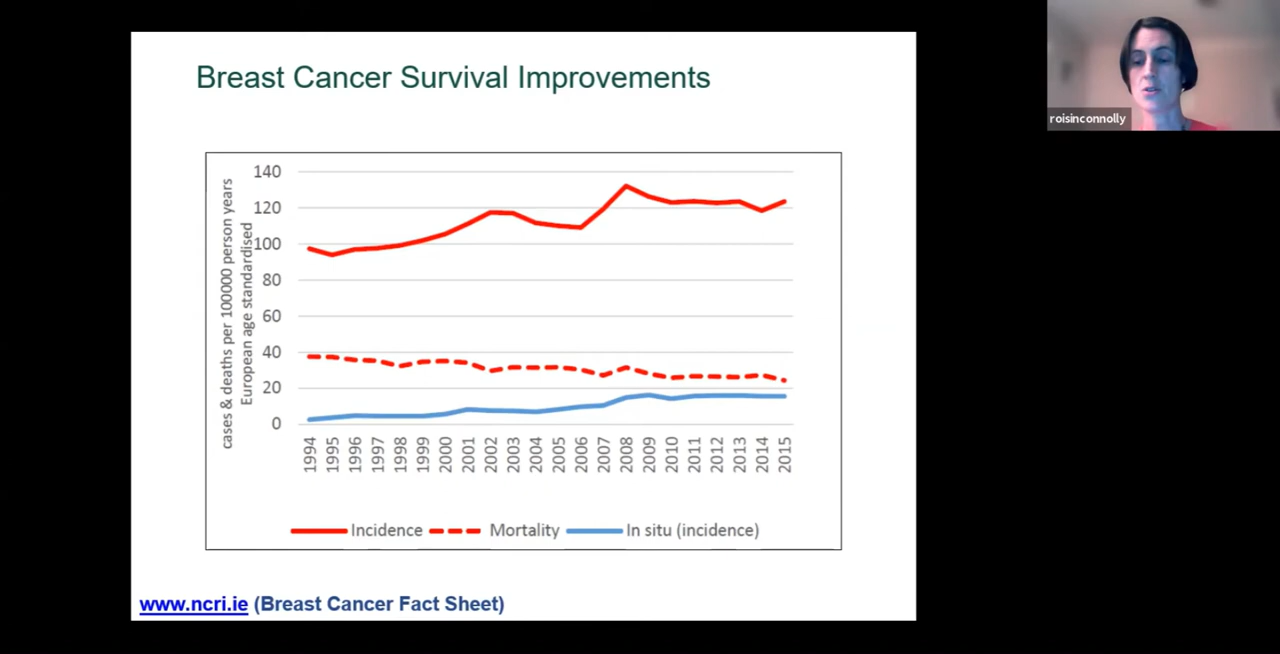 Breast Cancer Survival Improvements
roisinconnolly
cases & deaths per 100000 person years
European age standardised
140
120
100
80
60
40
20
0
1994 1995 1996 1997 1998 1999 2000 2001 2002 2003 2004 2005 2006 2007 2008 2009 2010 2011 2012 2013 2014 2015
Incidence Mortality In situ (incidence)
www.ncri.ie (Breast Cancer Fact Sheet)